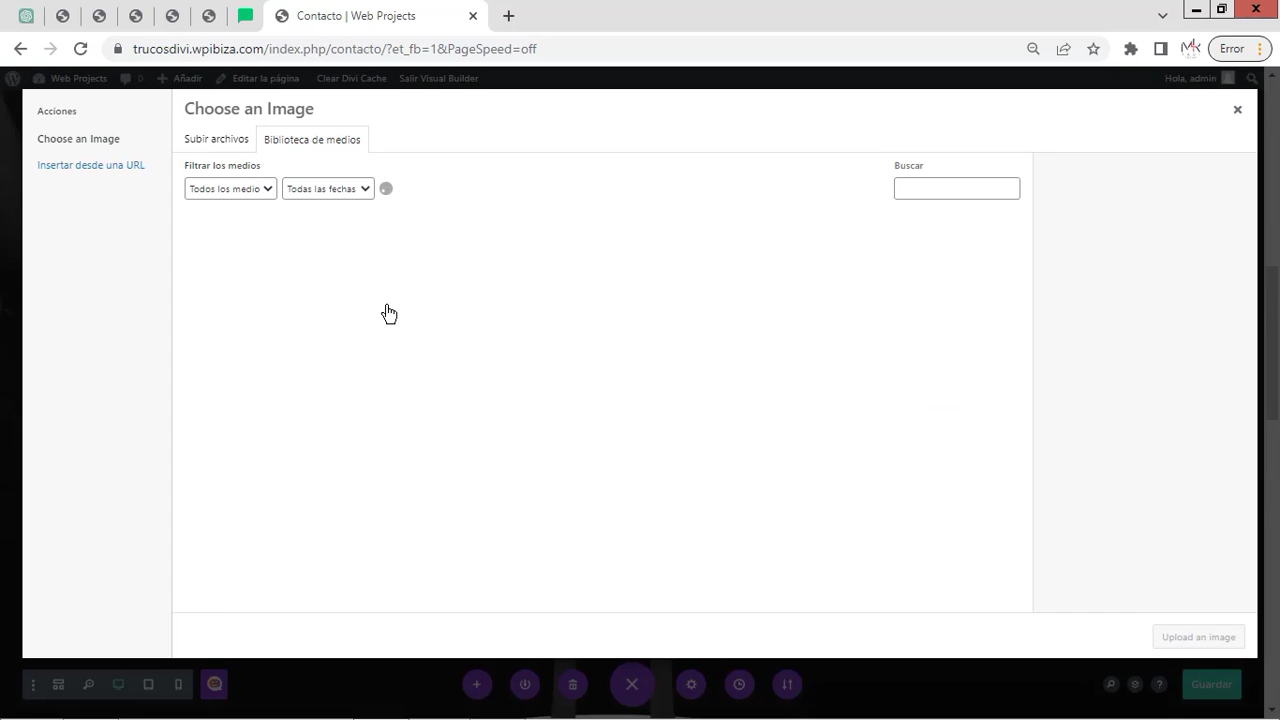 Contacto | Web Projects
trucosdivi.wpibiza.com/index.php/contacto/?et_fb=1&PageSpeed=off
Error
Web Projects
0
Añadir
Editar la página
Clear Divi Cache
Salir Visual Builder
Hola, admin
Acciones
Choose an Image
Insertar desde una URL
Choose an Image
Subir archivos
Biblioteca de medios
Filtrar los medios
Buscar
Todos los medio
Todas las fechas
Upload an image
Guardar